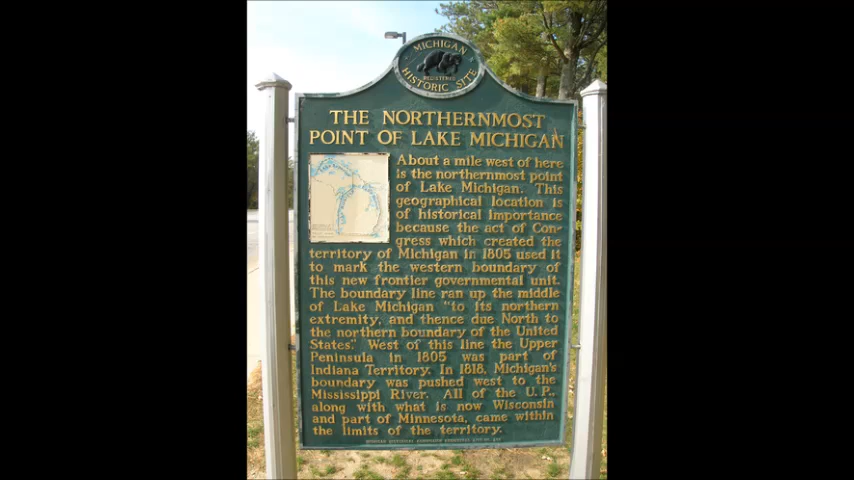 MICHIGAN
REGISTERED
HISTORIC SITE
THE NORTHERNMOST
POINT OF LAKE MICHIGAN
About a mile west of here
is the northernmost point
of Lake Michigan. This
geographical location is
of historical importance
because the act of Con-
gress which created the
territory of Michigan in 1805 used it
to mark the western boundary of
this new frontier governmental unit.
The boundary line ran up the middle
of Lake Michigan "to its northern
extremity, and thence due North to
the northern boundary of the United
States." West of this line the Upper
Peninsula in 1805 was part of
Indiana Territory. In 1818, Michigan's
boundary was pushed west to the
Mississippi River. All of the U.P.,
along with what is now Wisconsin
and part of Minnesota, came within
the limits of the territory.